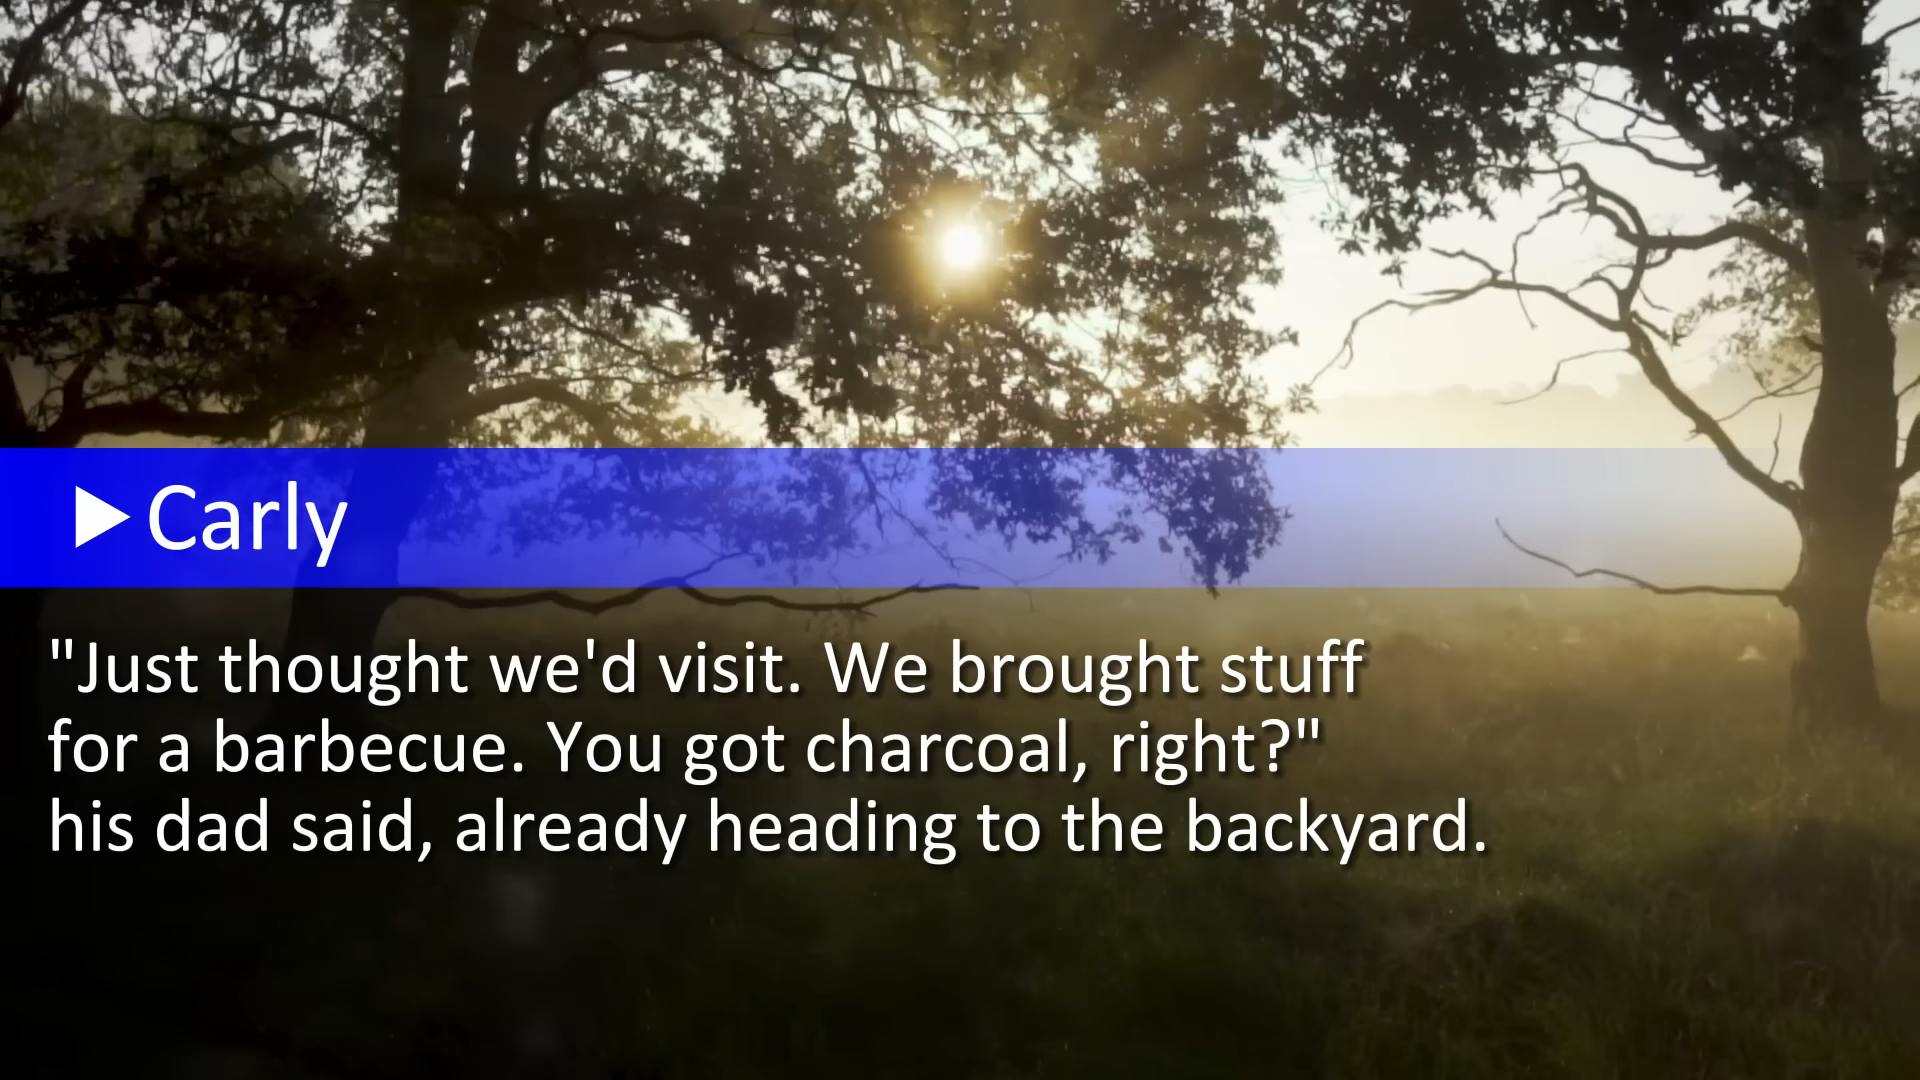 Carly
"Just thought we'd visit. We brought stuff
for a barbecue. You got charcoal, right?"
his dad said, already heading to the backyard.